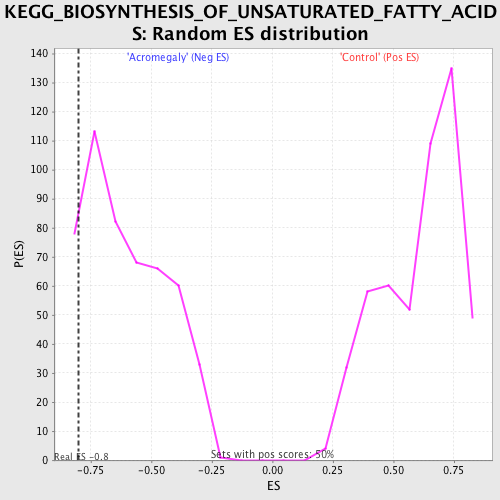 KEGG_BIOSYNTHESIS_OF_UNSATURATED_FATTY_ACID
S: Random ES distribution
'Acromegaly' (Neg ES)
'Control' (Pos ES)
140
130
120
110
100
90
80
70
60
50
40
30
20
10
0
P(ES)
Real ES -0.8
Sets with pos scores: 50%
-0.75
-0.50
-0.25
0.00
0.25
0.50
0.75
ES